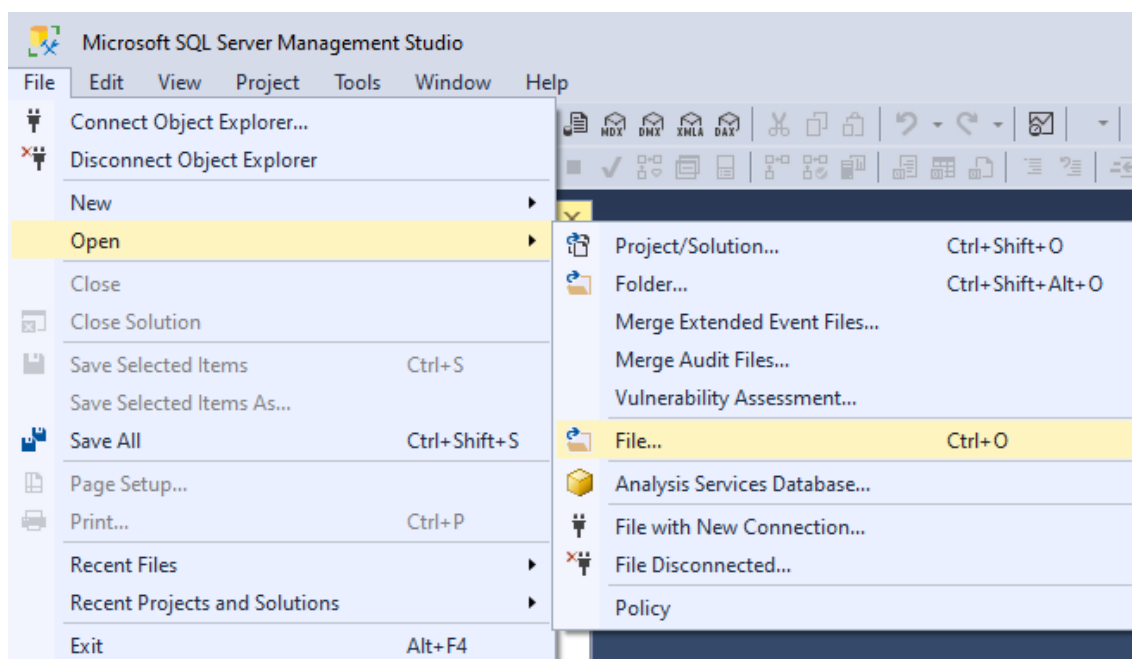 Microsoft SQL Server Management Studio
File Edit View Project Tools Window Help
MDX DMX XMLA DAX
Connect Object Explorer...
Disconnect Object Explorer
New
Open
Close
Close Solution
Save Selected Items Ctrl+S
Save Selected Items As...
Save All Ctrl+Shift+S
Page Setup...
Print... Ctrl+P
Recent Files
Recent Projects and Solutions
Exit Alt+F4
Project/Solution... Ctrl+Shift+O
Folder... Ctrl+Shift+Alt+O
Merge Extended Event Files...
Merge Audit Files...
Vulnerability Assessment...
File... Ctrl+O
Analysis Services Database...
File with New Connection...
File Disconnected...
Policy